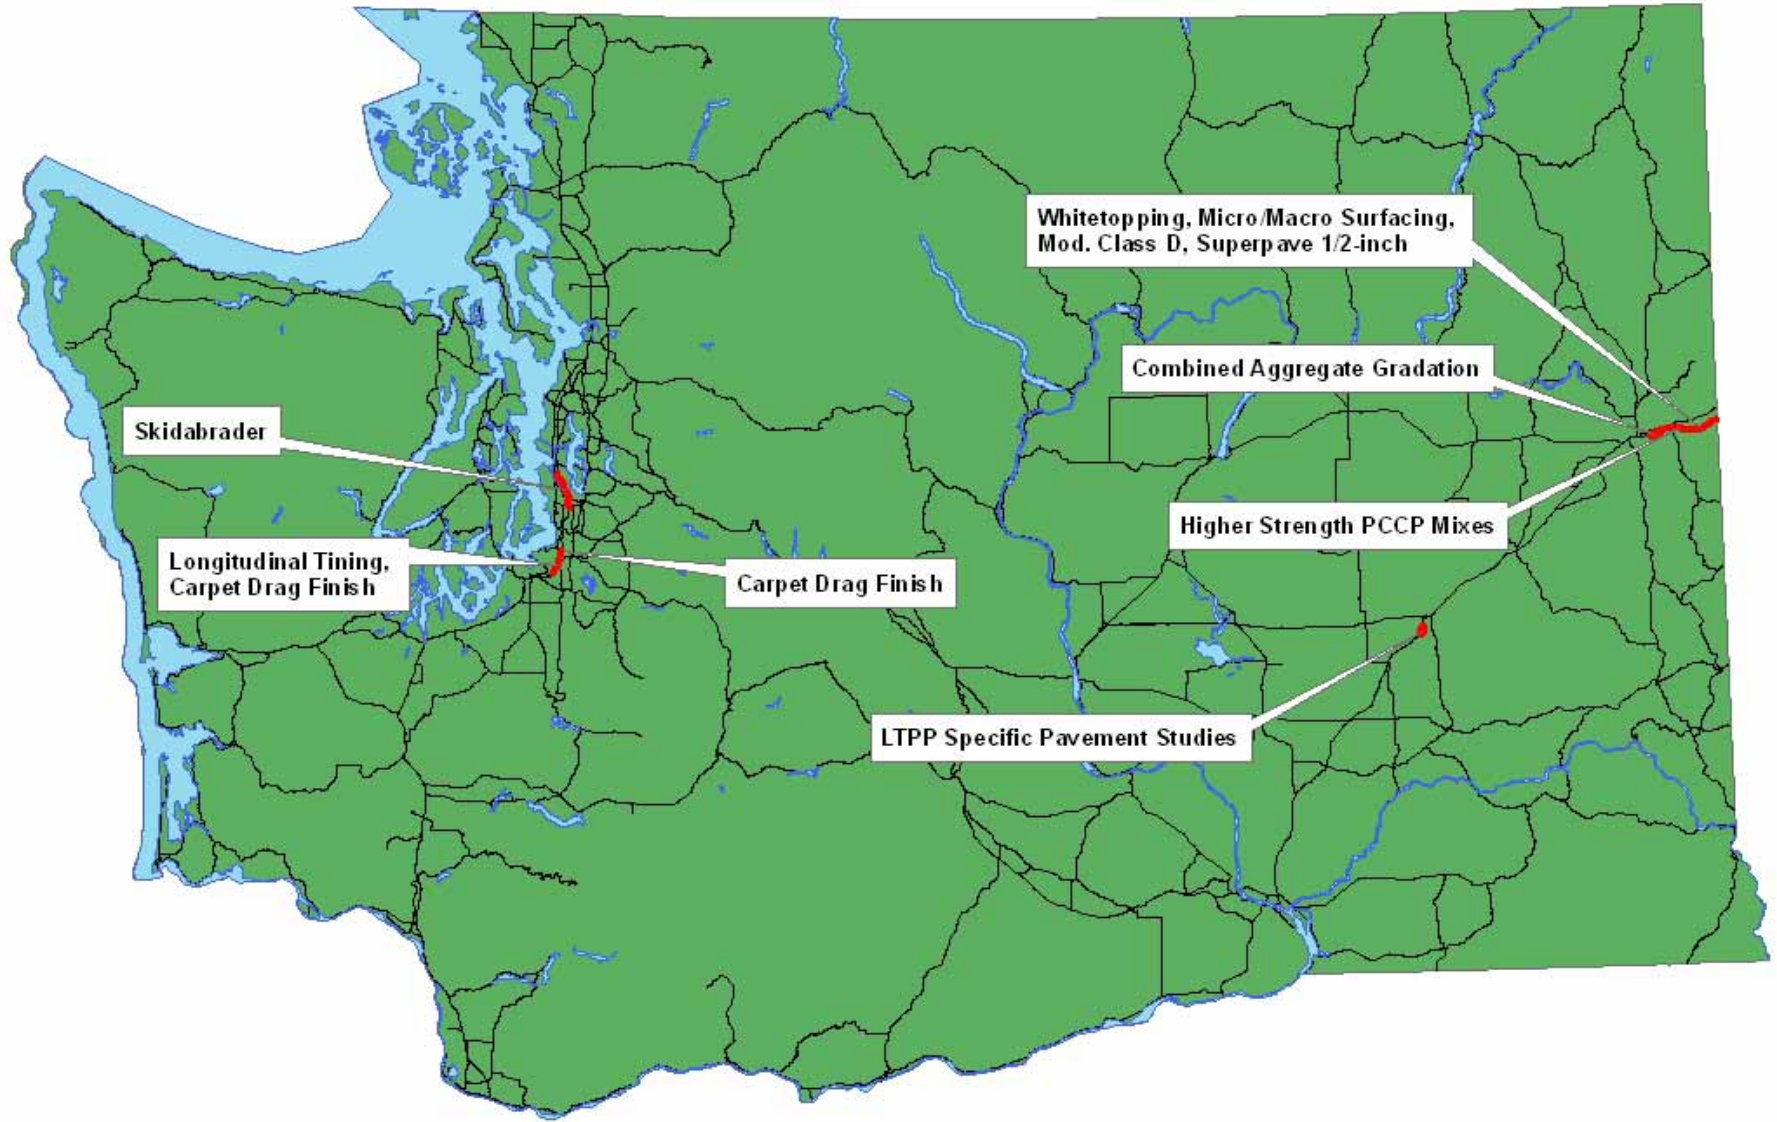 Whitetopping, Micro/Macro Surfacing,
Mod. Class D, Superpave 1/2-inch
Combined Aggregate Gradation
Skidabrader
Higher Strength PCCP Mixes
Longitudinal Tining,
Carpet Drag Finish
Carpet Drag Finish
LTPP Specific Pavement Studies